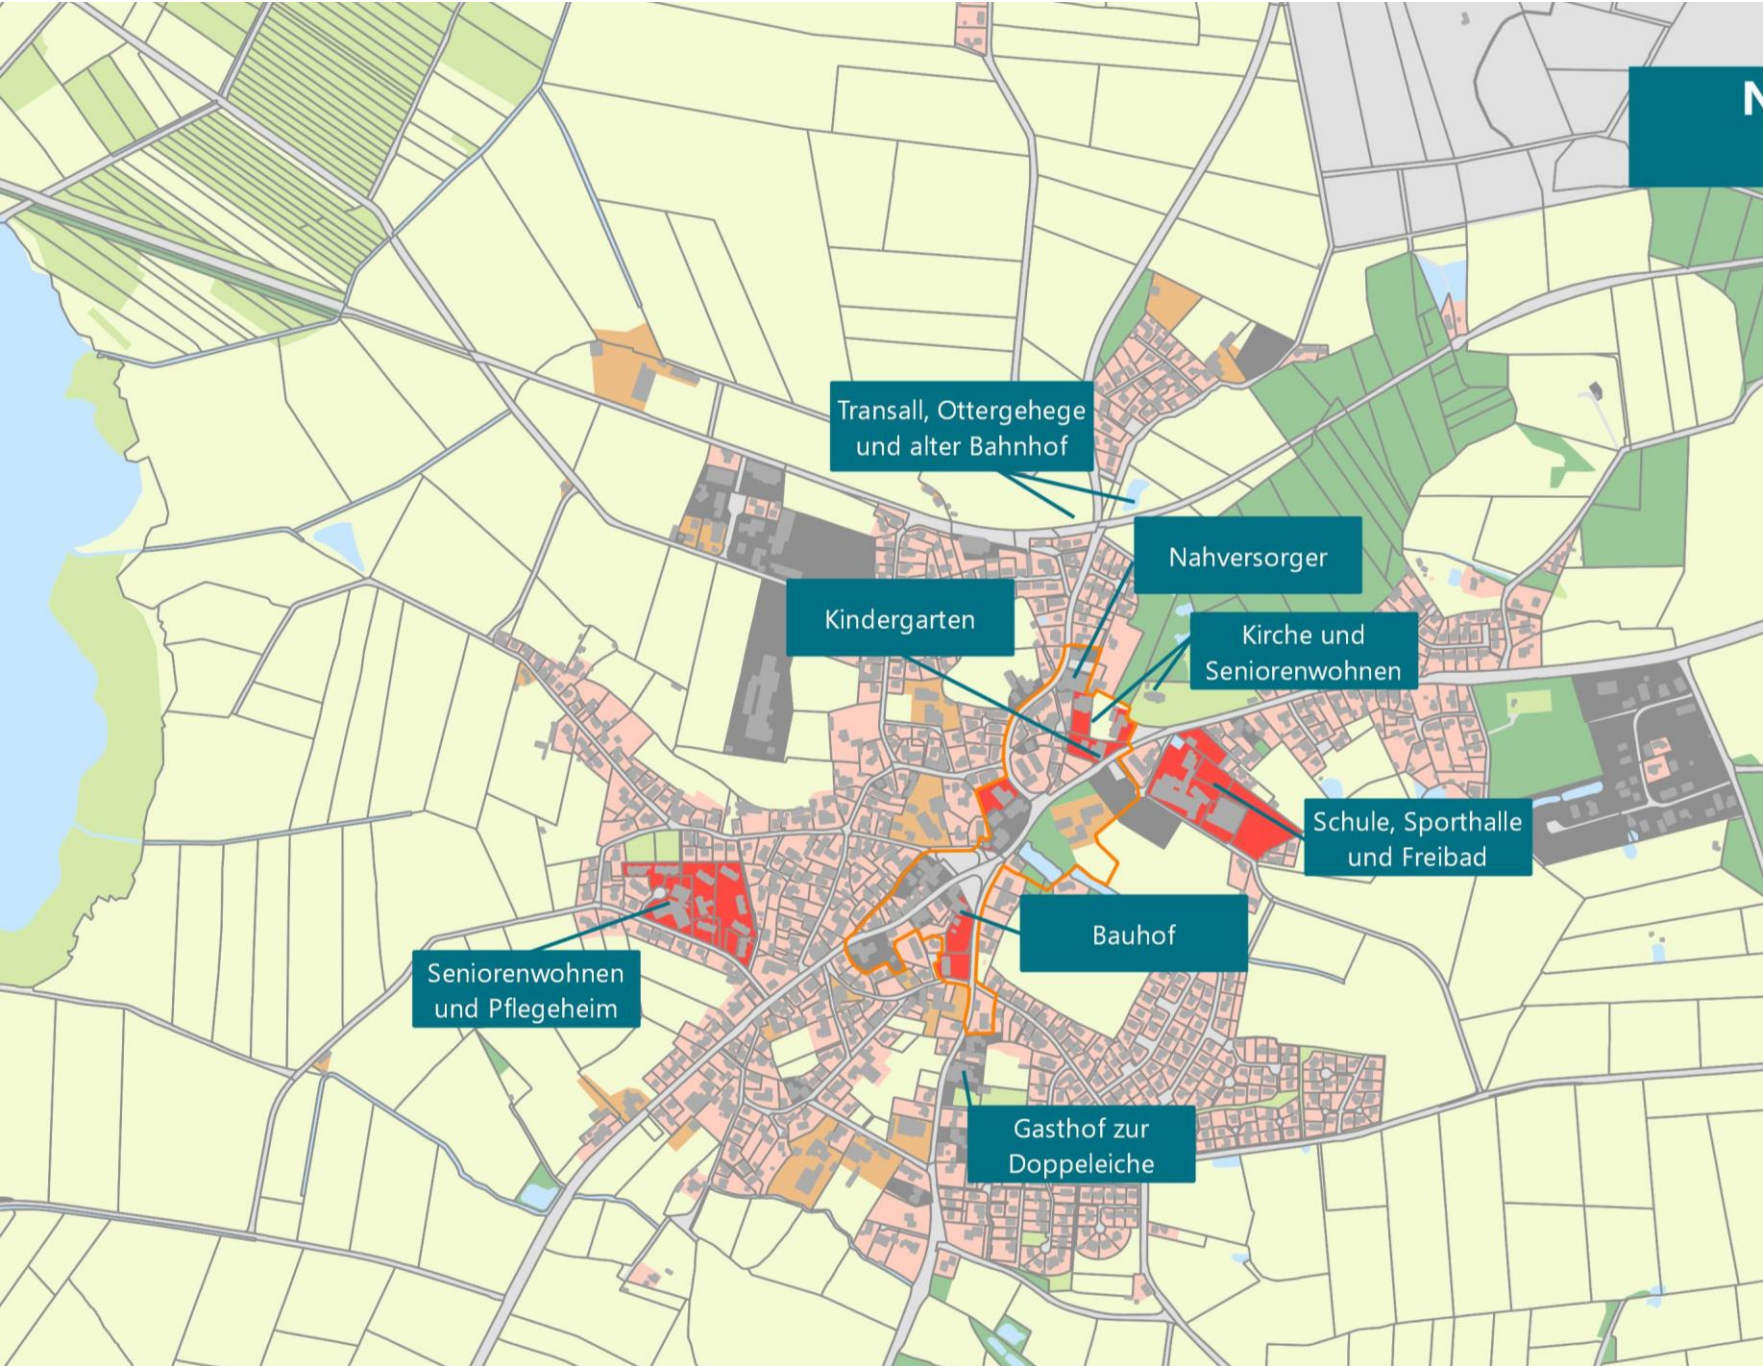 N
Transall, Ottergehege
und alter Bahnhof
Nahversorger
Kindergarten
Kirche und
Seniorenwohnen
Schule, Sporthalle
und Freibad
Bauhof
Seniorenwohnen
und Pflegeheim
Gasthof zur
Doppeleiche